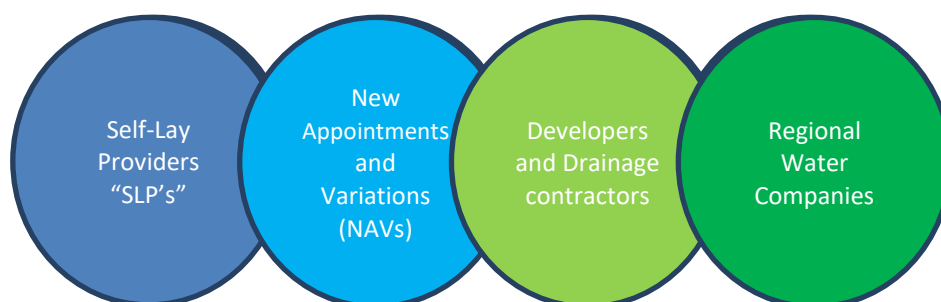 Self-Lay
Providers
“SLP’s”
New
Appointments
and
Variations
(NAVs)
Developers
and Drainage
contractors
Regional
Water
Companies